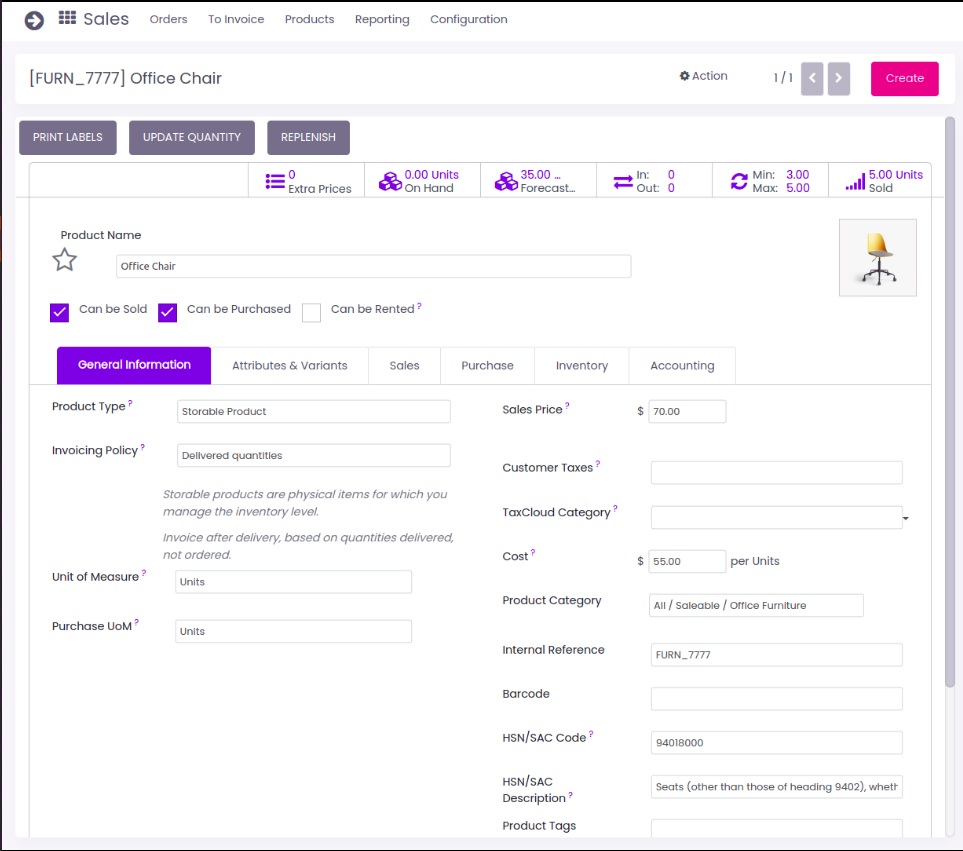 Sales Orders To Invoice Products Reporting Configuration
[FURN_7777] Office Chair
Action
1 / 1
Create
PRINT LABELS
UPDATE QUANTITY
REPLENISH
0
Extra Prices
0.00 Units
On Hand
35.00 ...
Forecast...
In: 0
Out: 0
Min: 3.00
Max: 5.00
5.00 Units
Sold
Product Name
Office Chair
Can be Sold
Can be Purchased
Can be Rented ?
General Information
Attributes & Variants
Sales
Purchase
Inventory
Accounting
Product Type ?
Storable Product
Invoicing Policy ?
Delivered quantities
Storable products are physical items for which you
manage the inventory level.
Invoice after delivery, based on quantities delivered,
not ordered.
Unit of Measure ?
Units
Purchase UoM ?
Units
Sales Price ?
$ 70.00
Customer Taxes ?
TaxCloud Category ?
Cost ?
$ 55.00 per Units
Product Category
All / Saleable / Office Furniture
Internal Reference
FURN_7777
Barcode
HSN/SAC Code ?
94018000
HSN/SAC
Description ?
Seats (other than those of heading 9402), wheth
Product Tags